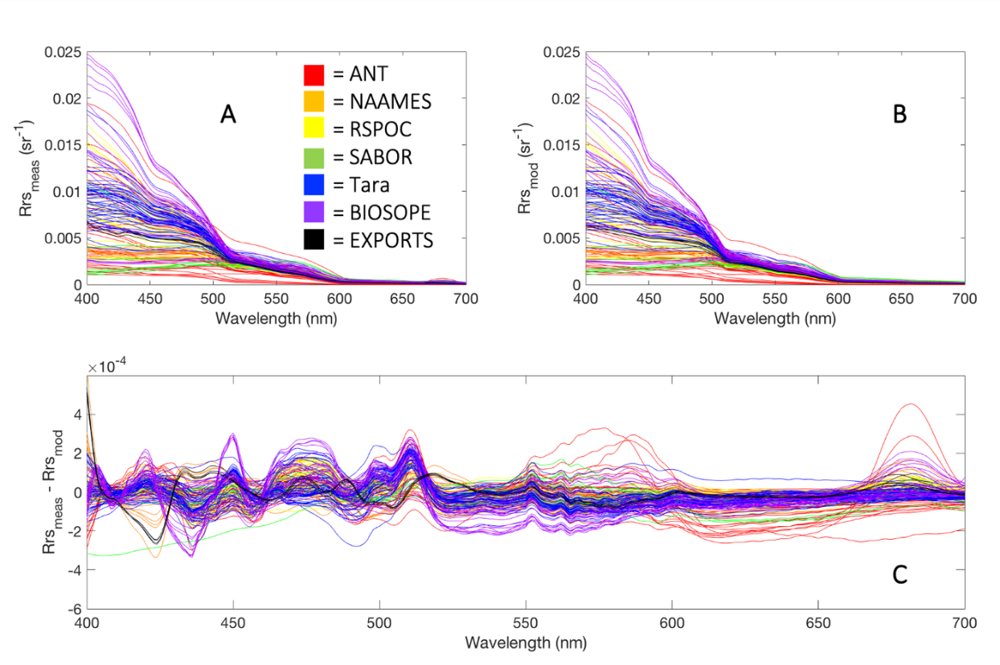 0.025
0.02
0.015
0.01
0.005
0
400
450
500
550
600
650
700
Wavelength (nm)
Rrs_meas (sr^-1)
A
= ANT
= NAAMES
= RSPOC
= SABOR
= Tara
= BIOSOPE
= EXPORTS
0.025
0.02
0.015
0.01
0.005
0
400
450
500
550
600
650
700
Wavelength (nm)
Rrs_mod (sr^-1)
B
×10^-4
4
2
0
-2
-4
-6
400
450
500
550
600
650
700
Wavelength (nm)
Rrs_meas - Rrs_mod
C